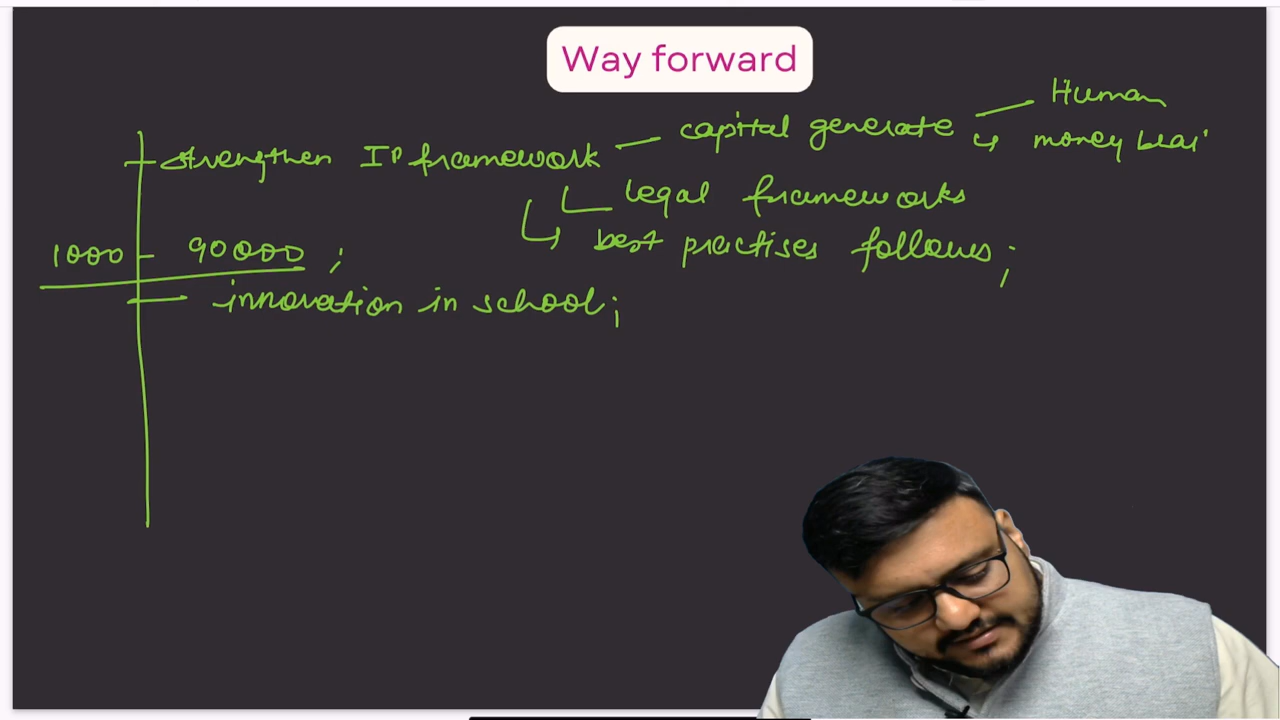 Way forward
Human
capital generate
strengthen IP framework
legal frameworks
best practises follows;
1000 90000 ;
innovation in school;
money